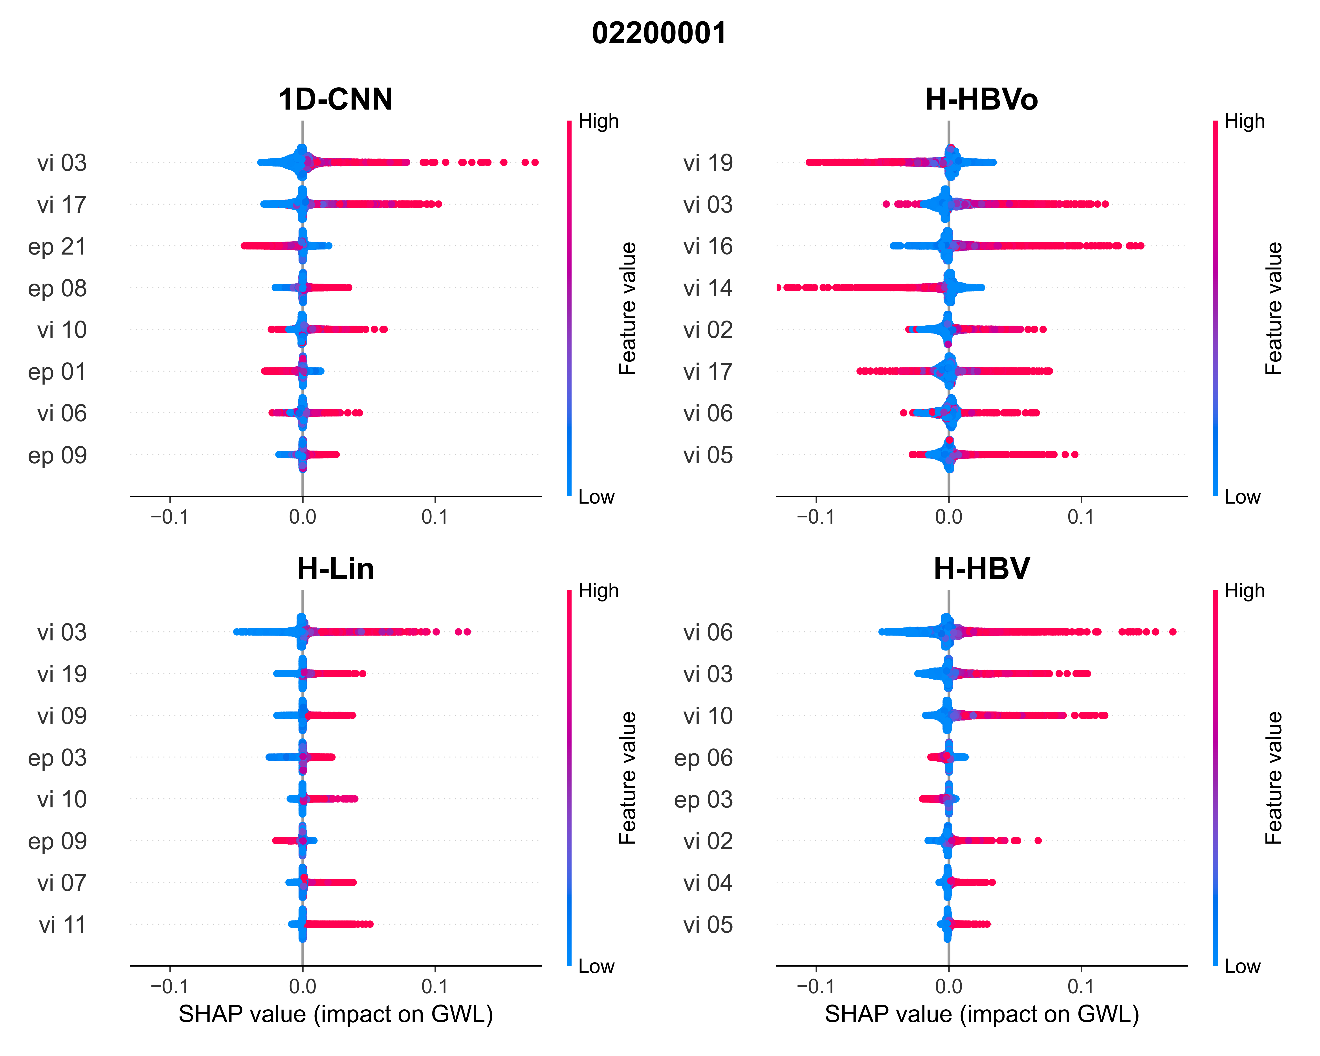 02200001
1D-CNN
High
vi 03
vi 17
ep 21
ep 08
vi 10
ep 01
vi 06
ep 09
Feature value
Low
−0.1 0.0 0.1
H-HBVo
High
vi 19
vi 03
vi 16
vi 14
vi 02
vi 17
vi 06
vi 05
Feature value
Low
−0.1 0.0 0.1
H-Lin
High
vi 03
vi 19
vi 09
ep 03
vi 10
ep 09
vi 07
vi 11
Feature value
Low
−0.1 0.0 0.1
SHAP value (impact on GWL)
H-HBV
High
vi 06
vi 03
vi 10
ep 06
ep 03
vi 02
vi 04
vi 05
Feature value
Low
−0.1 0.0 0.1
SHAP value (impact on GWL)